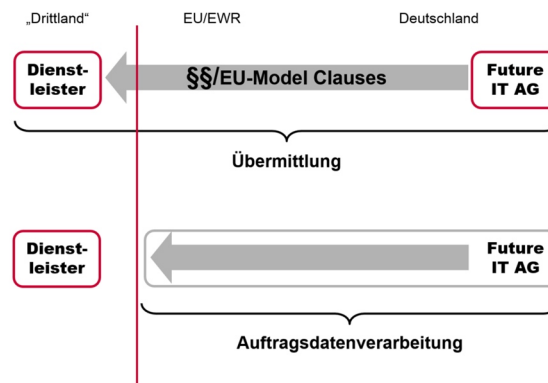 „Drittland“ EU/EWR Deutschland
Dienst-
leister
§§/EU-Model Clauses
Future
IT AG
Übermittlung
Dienst-
leister
Future
IT AG
Auftragsdatenverarbeitung